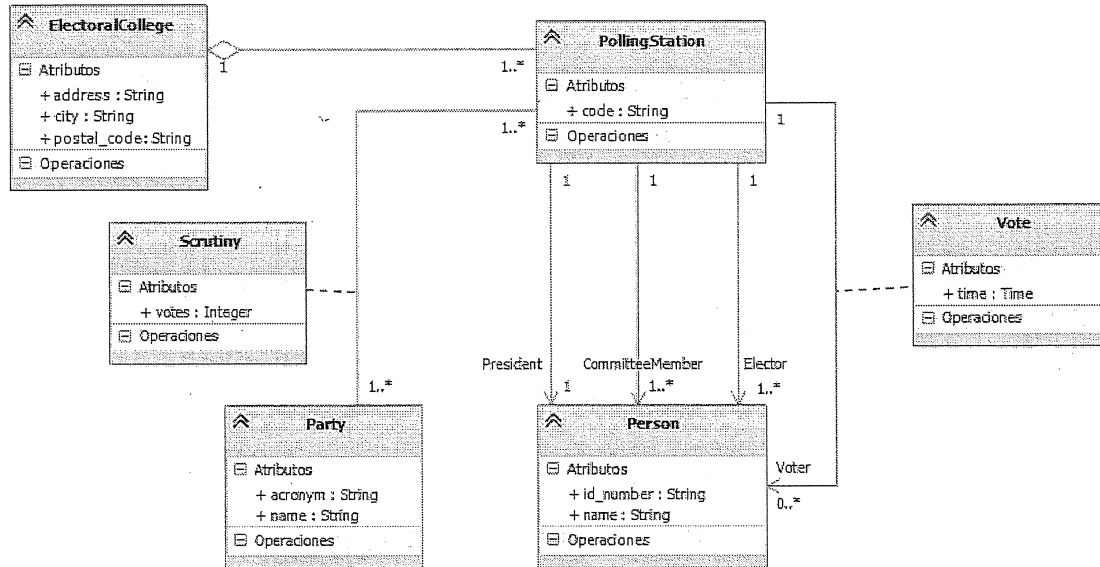 ElectoralCollege
Atributos
+ address : String
+ city : String
+ postal_code: String
Operaciones
1
1..*
PollingStation
Atributos
+ code : String
Operaciones
1..*
1
1
1
1
Scrutiny
Atributos
+ votes : Integer
Operaciones
Vote
Atributos
+ time : Time
Operaciones
President
CommitteeMember
Elector
1..*
1
1..*
1..*
Party
Atributos
+ acronym : String
+ name : String
Operaciones
Person
Atributos
+ id_number : String
+ name : String
Operaciones
Voter
0..*